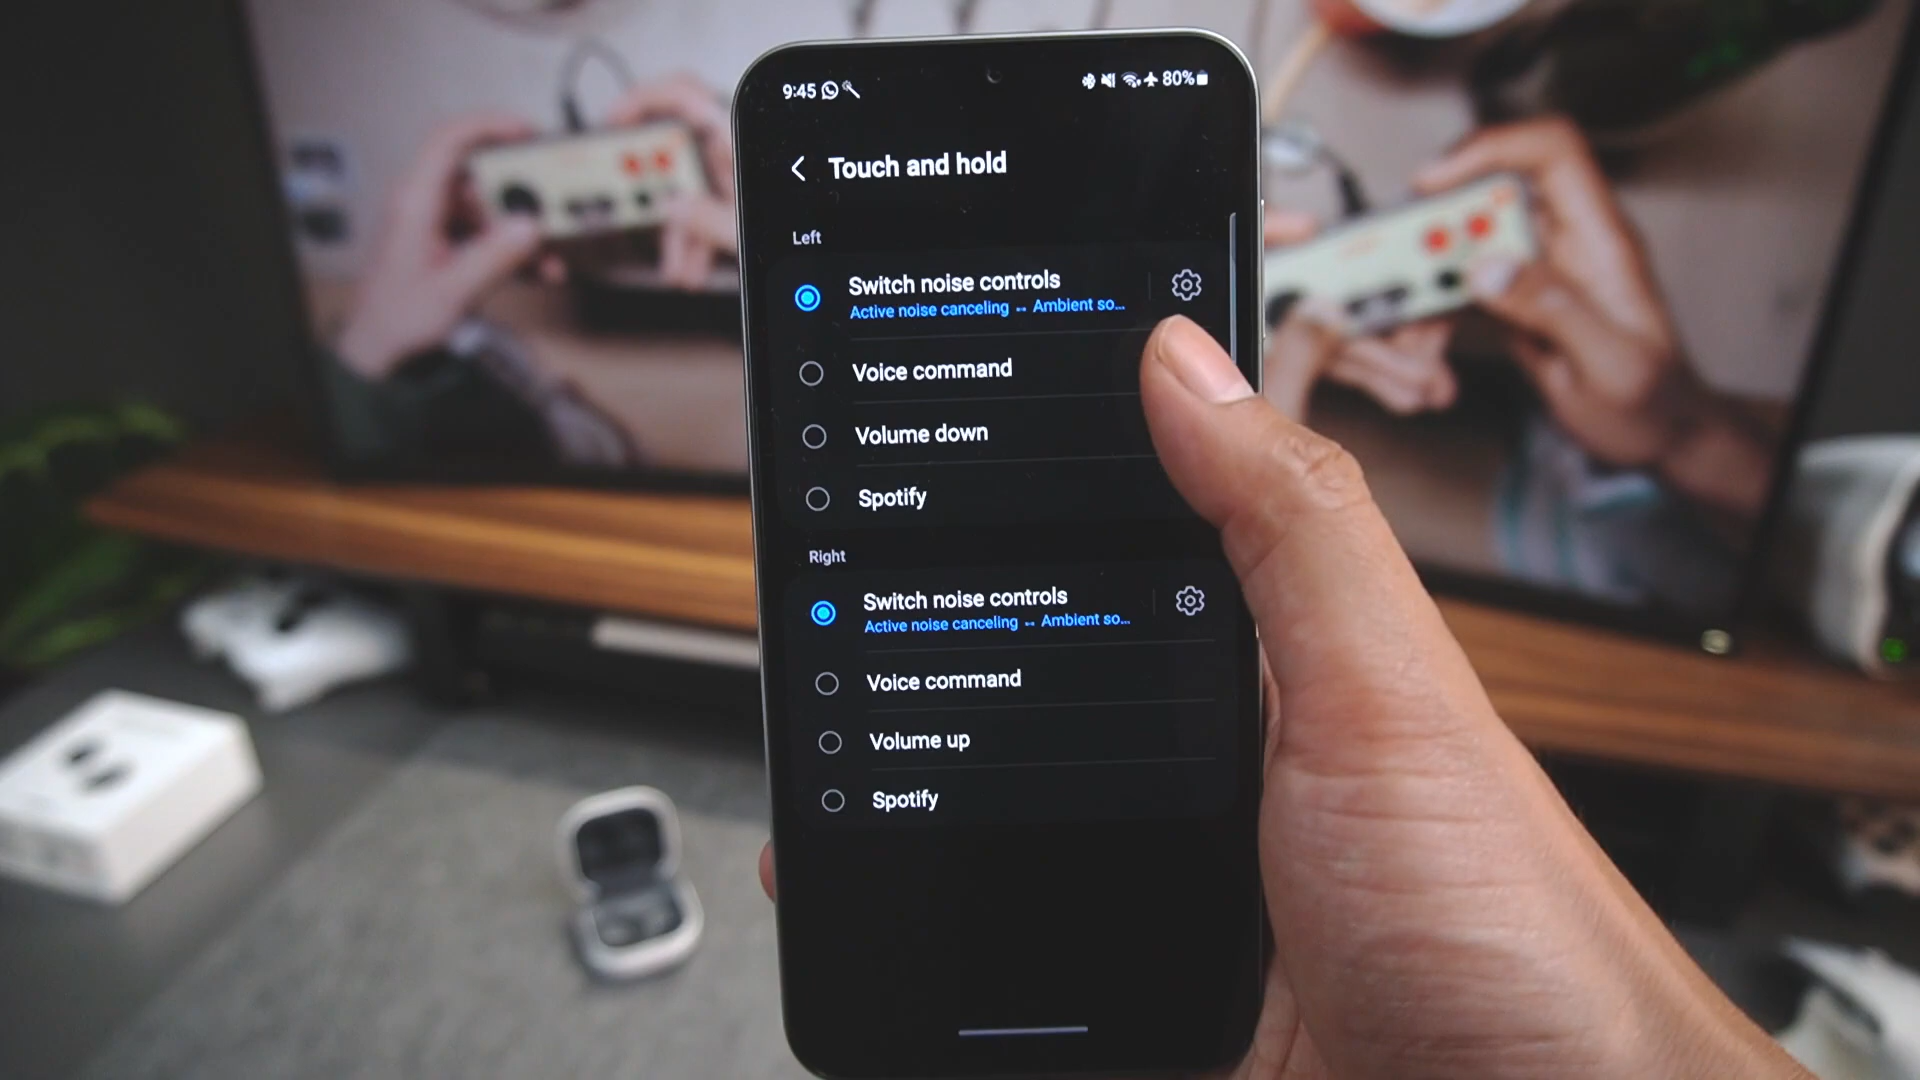 9:45 80%
Touch and hold
Left
Switch noise controls
Active noise canceling ↔ Ambient so...
Voice command
Volume down
Spotify
Right
Switch noise controls
Active noise canceling ↔ Ambient so...
Voice command
Volume up
Spotify